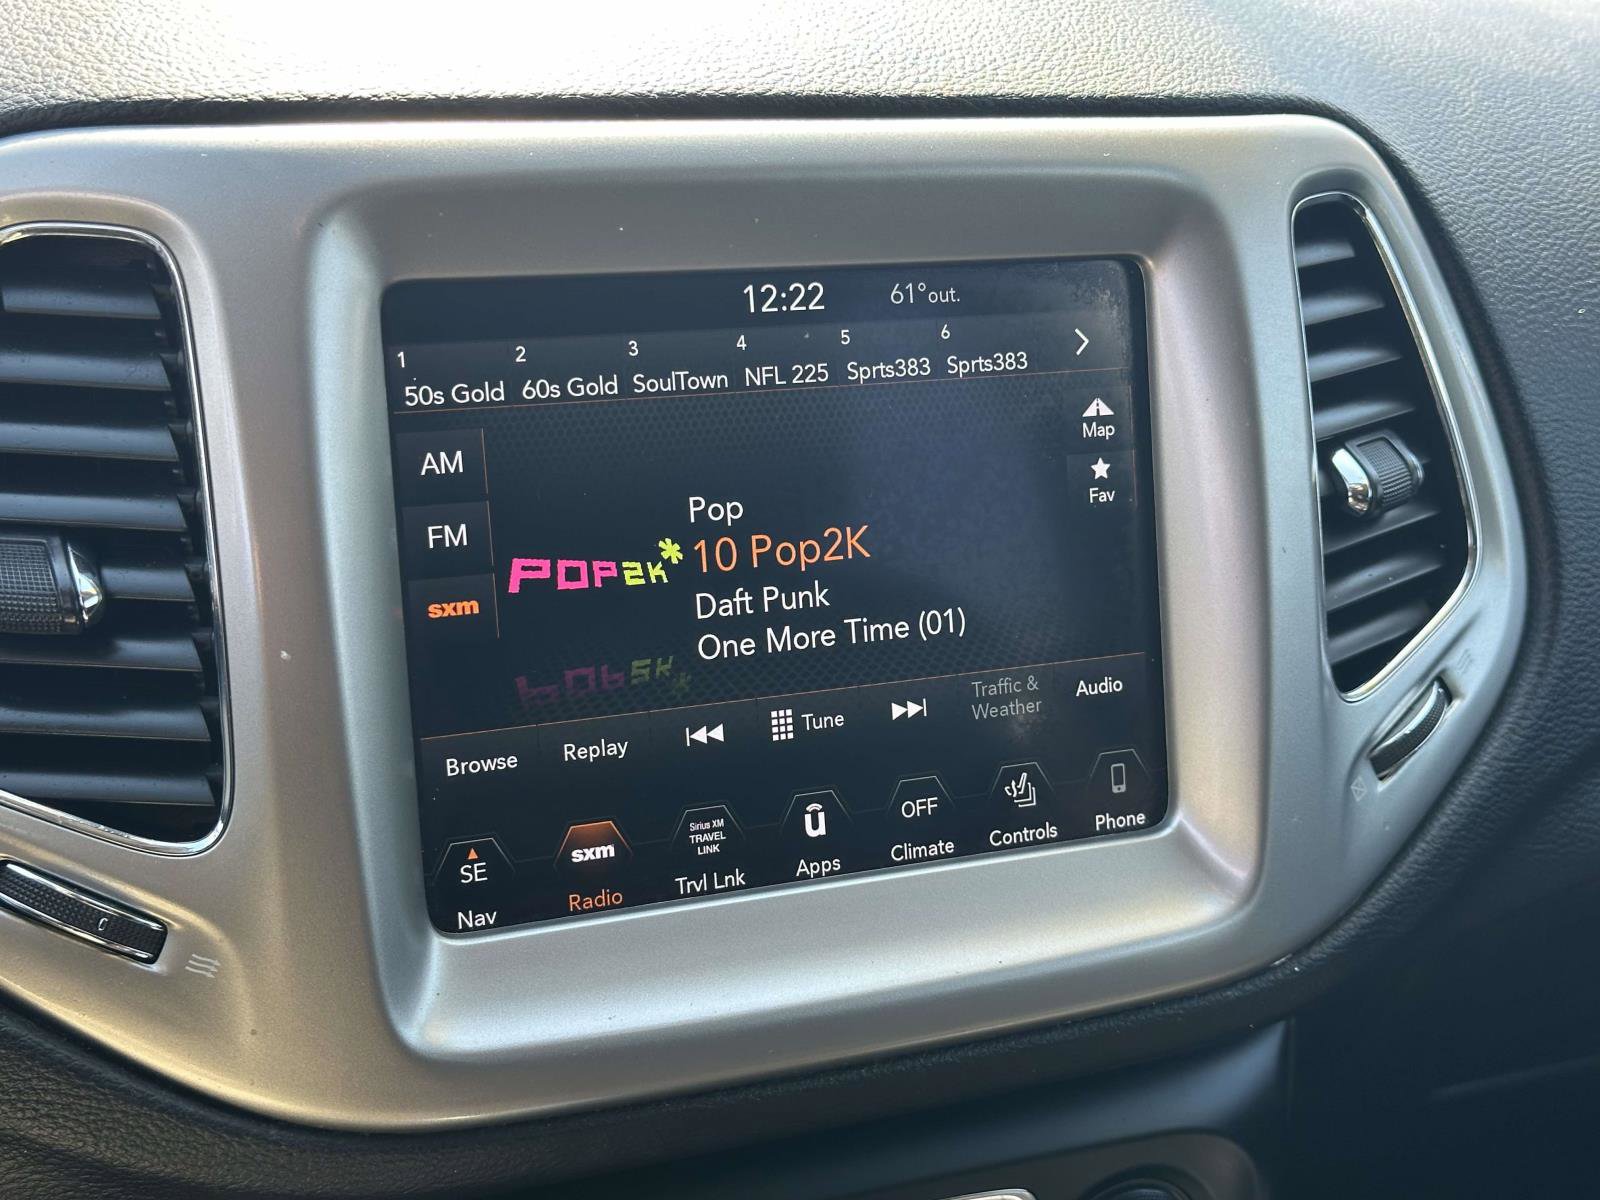 12:22 61°out.
1 2 3 4 5 6
50s Gold 60s Gold SoulTown NFL 225 Sprts383 Sprts383
Map
Fav
AM
FM
sxm
POP2K*
Pop
10 Pop2K
Daft Punk
One More Time (01)
Browse Replay Tune Traffic & Weather Audio
SE
Nav
sxm
Radio
Sirius XM
TRAVEL
LINK
Trvl Lnk
ū
Apps
OFF
Climate
Controls
Phone